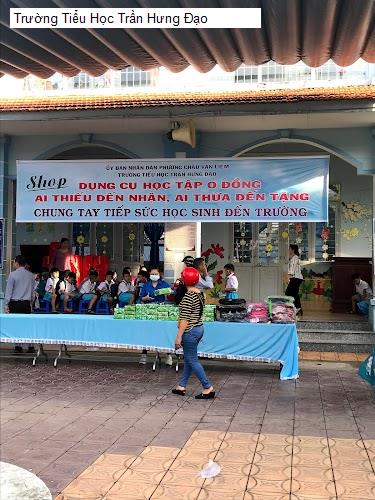 Trường Tiểu Học Trần Hưng Đạo
ỦY BAN NHÂN DÂN PHƯỜNG CHÂU VĂN LIÊM
TRƯỜNG TIỂU HỌC TRẦN HƯNG ĐẠO
Shop DỤNG CỤ HỌC TẬP 0 ĐỒNG
AI THIẾU ĐẾN NHẬN, AI THỪA ĐẾN TẶNG
CHUNG TAY TIẾP SỨC HỌC SINH ĐẾN TRƯỜNG